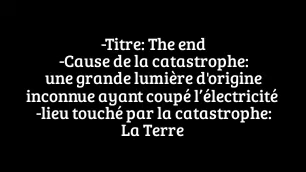 -Titre: The end
-Cause de la catastrophe:
une grande lumière d'origine
inconnue ayant coupé l’électricité
-lieu touché par la catastrophe:
La Terre